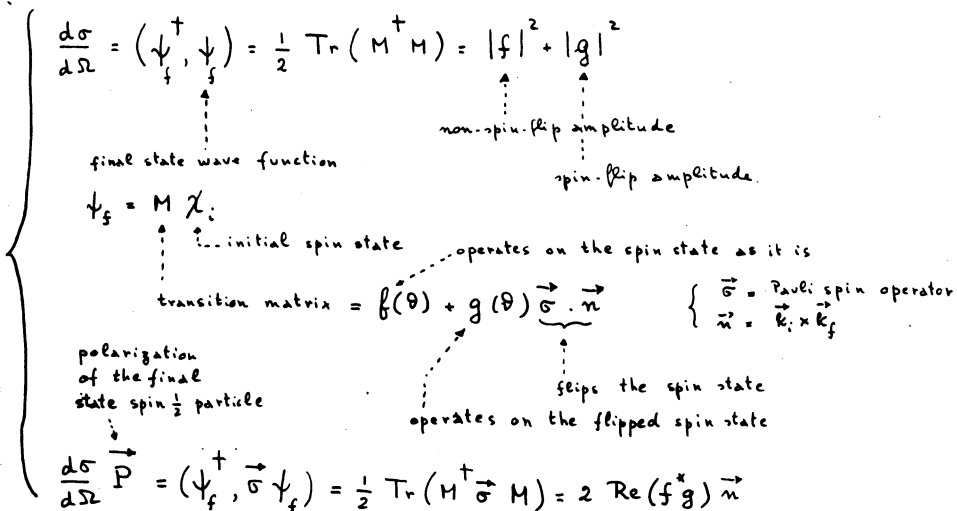 dσ/dΩ = (ψ_f†, ψ_f) = ½ Tr(M†M) = |f|² + |g|²
non-spin-flip amplitude
final state wave function
spin-flip amplitude.
ψ_f = M χ_i
initial spin state
operates on the spin state as it is
transition matrix = f(θ) + g(θ) σ⃗ . n⃗
{ σ⃗ = Pauli spin operator
n⃗ = k⃗_i × k⃗_f
polarization
of the final
state spin ½ particle
flips the spin state
operates on the flipped spin state
dσ/dΩ P⃗ = (ψ_f†, σ⃗ ψ_f) = ½ Tr(M† σ⃗ M) = 2 Re(f*g) n⃗